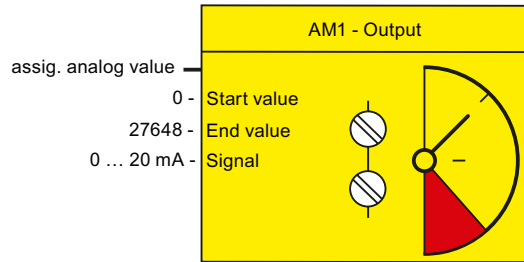 AM1 - Output
assig. analog value
0 - Start value
27648 - End value
0 … 20 mA - Signal